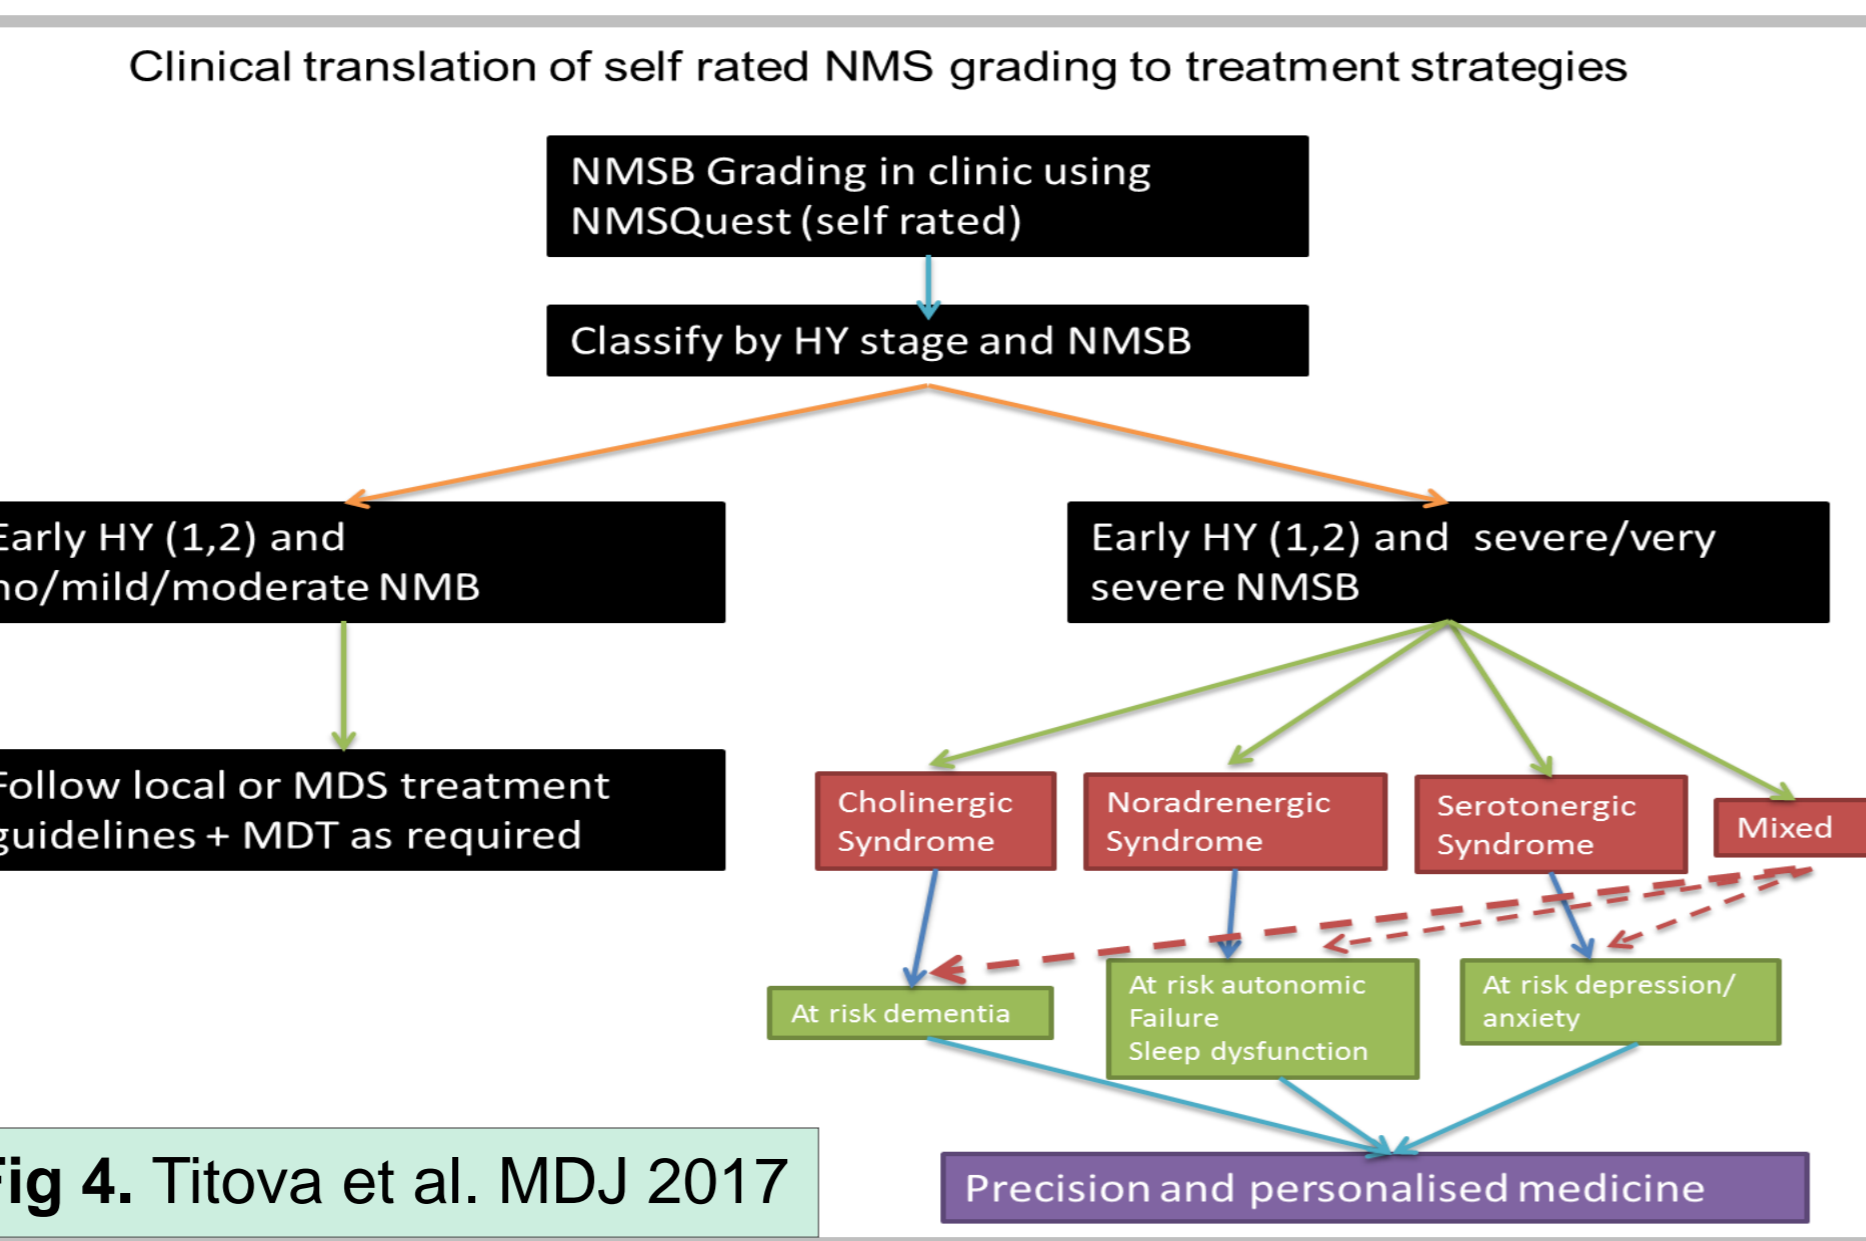 Clinical translation of self rated NMS grading to treatment strategies
NMSB Grading in clinic using
NMSQuest (self rated)
Classify by HY stage and NMSB
Early HY (1,2) and
no/mild/moderate NMB
Early HY (1,2) and severe/very
severe NMSB
Follow local or MDS treatment
guidelines + MDT as required
Cholinergic
Syndrome
Noradrenergic
Syndrome
Serotonergic
Syndrome
Mixed
At risk dementia
At risk autonomic
Failure
Sleep dysfunction
At risk depression/
anxiety
Precision and personalised medicine
Fig 4. Titova et al. MDJ 2017